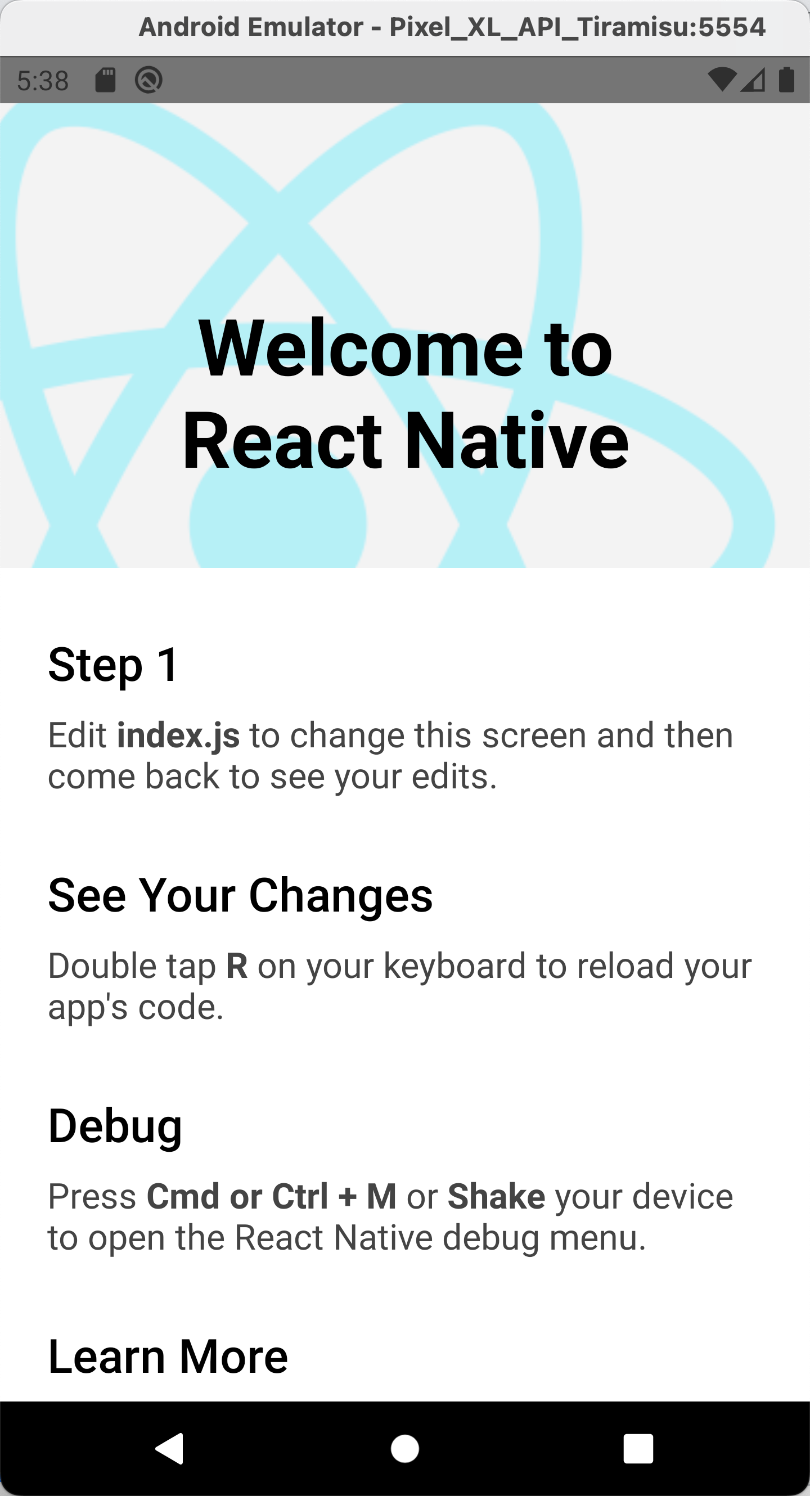 Android Emulator - Pixel_XL_API_Tiramisu:5554
5:38
Welcome to
React Native
Step 1
Edit index.js to change this screen and then
come back to see your edits.
See Your Changes
Double tap R on your keyboard to reload your
app's code.
Debug
Press Cmd or Ctrl + M or Shake your device
to open the React Native debug menu.
Learn More